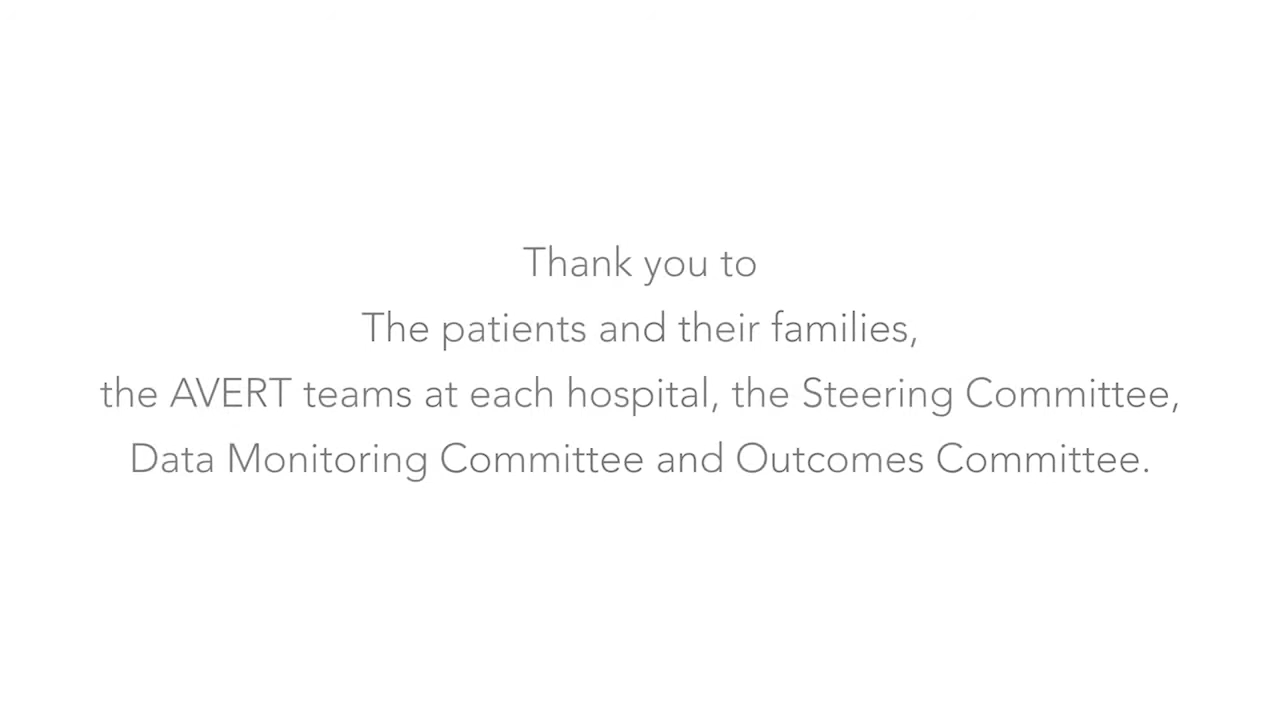 Thank you to
The patients and their families,
the AVERT teams at each hospital, the Steering Committee,
Data Monitoring Committee and Outcomes Committee.